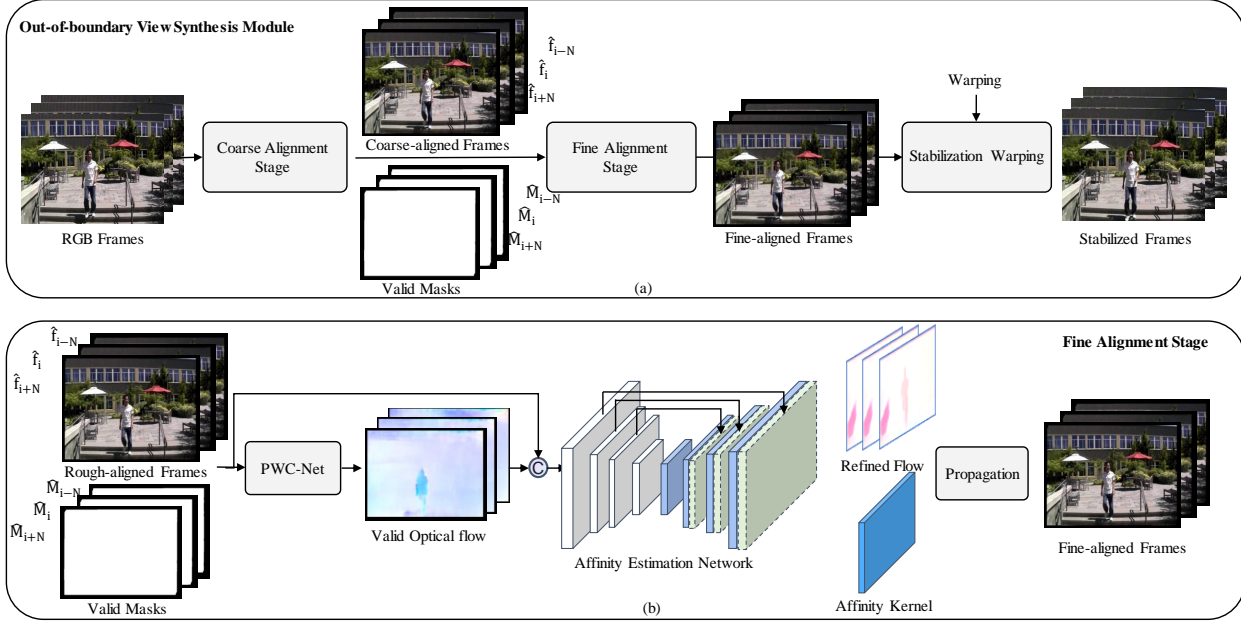 Out-of-boundary View Synthesis Module
f̂i−N
f̂i
f̂i+N
Warping
Coarse Alignment
Stage
Coarse-aligned Frames
Fine Alignment
Stage
Stabilization Warping
M̂i−N
M̂i
M̂i+N
RGB Frames
Fine-aligned Frames
Stabilized Frames
Valid Masks
(a)
Fine Alignment Stage
f̂i−N
f̂i
f̂i+N
Rough-aligned Frames
PWC-Net
C
Refined Flow
Propagation
M̂i−N
M̂i
M̂i+N
Valid Optical flow
Affinity Estimation Network
Fine-aligned Frames
Valid Masks
(b)
Affinity Kernel